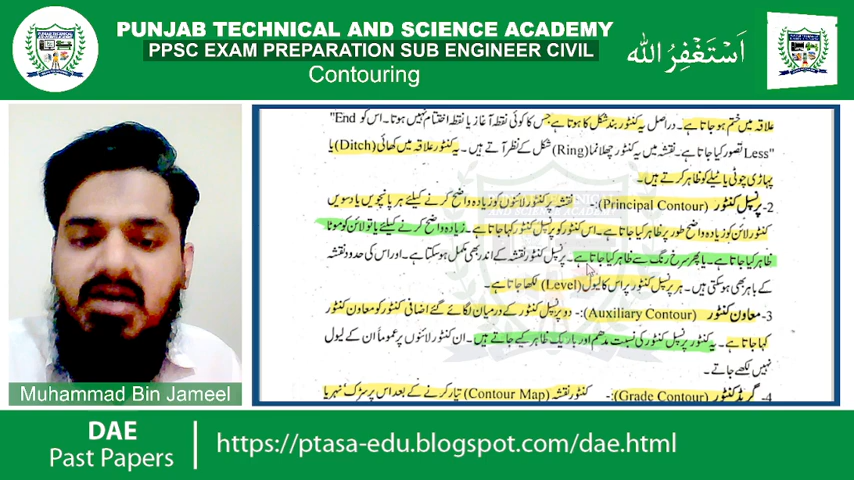 PUNJAB TECHNICAL AND SCIENCE ACADEMY
PPSC EXAM PREPARATION SUB ENGINEER CIVIL
Contouring
اَسْتَغْفِرُ اللّٰه
علاقہ میں ختم ہو جاتا ہے۔ دراصل یہ کنٹور بند شکل کا ہوتا ہے جس کا کوئی نقطہ آغاز یا نقطہ اختتام نہیں ہوتا۔ اس کو End"
Less" تصور کیا جاتا ہے۔ نقشہ میں یہ کنٹور چھلا نما (Ring) شکل کے نظر آتے ہیں۔ یہ کنٹور علاقہ میں کھائی (Ditch) یا
پہاڑی چوٹی یا ٹیلے کو ظاہر کرتے ہیں۔
2- پرنسپل کنٹور (Principal Contour):- نقشہ پر کنٹور لائنوں کو زیادہ واضح کرنے کیلئے ہر پانچویں یا دسویں
کنٹور لائن کو زیادہ واضح طور پر ظاہر کیا جاتا ہے۔ اس کنٹور کو پرنسپل کنٹور کہا جاتا ہے۔ زیادہ واضح کرنے کیلئے یا تو لائن کو موٹا
ظاہر کیا جاتا ہے۔ یا پھر سرخ رنگ سے ظاہر کیا جاتا ہے۔ پرنسپل کنٹور نقشہ کے اندر بھی مکمل ہو سکتا ہے۔ اور اس کی حدود نقشہ
کے باہر بھی ہو سکتی ہیں۔ ہر پرنسپل کنٹور پر اس کا لیول (Level) لکھا جاتا ہے۔
3- معاون کنٹور (Auxiliary Contour):- دو پرنسپل کنٹور کے درمیان لگائے گئے اضافی کنٹور کو معاون کنٹور
کہا جاتا ہے۔ یہ کنٹور پرنسپل کنٹور کی نسبت مدھم اور باریک ظاہر کیے جاتے ہیں۔ ان کنٹور لائنوں پر عموماً ان کے لیول
نہیں لکھے جاتے۔
4- گریڈ کنٹور (Grade Contour):- کنٹور نقشہ (Contour Map) تیار کرنے کے بعد اس پر سڑک نہر یا
Muhammad Bin Jameel
DAE
Past Papers
https://ptasa-edu.blogspot.com/dae.html